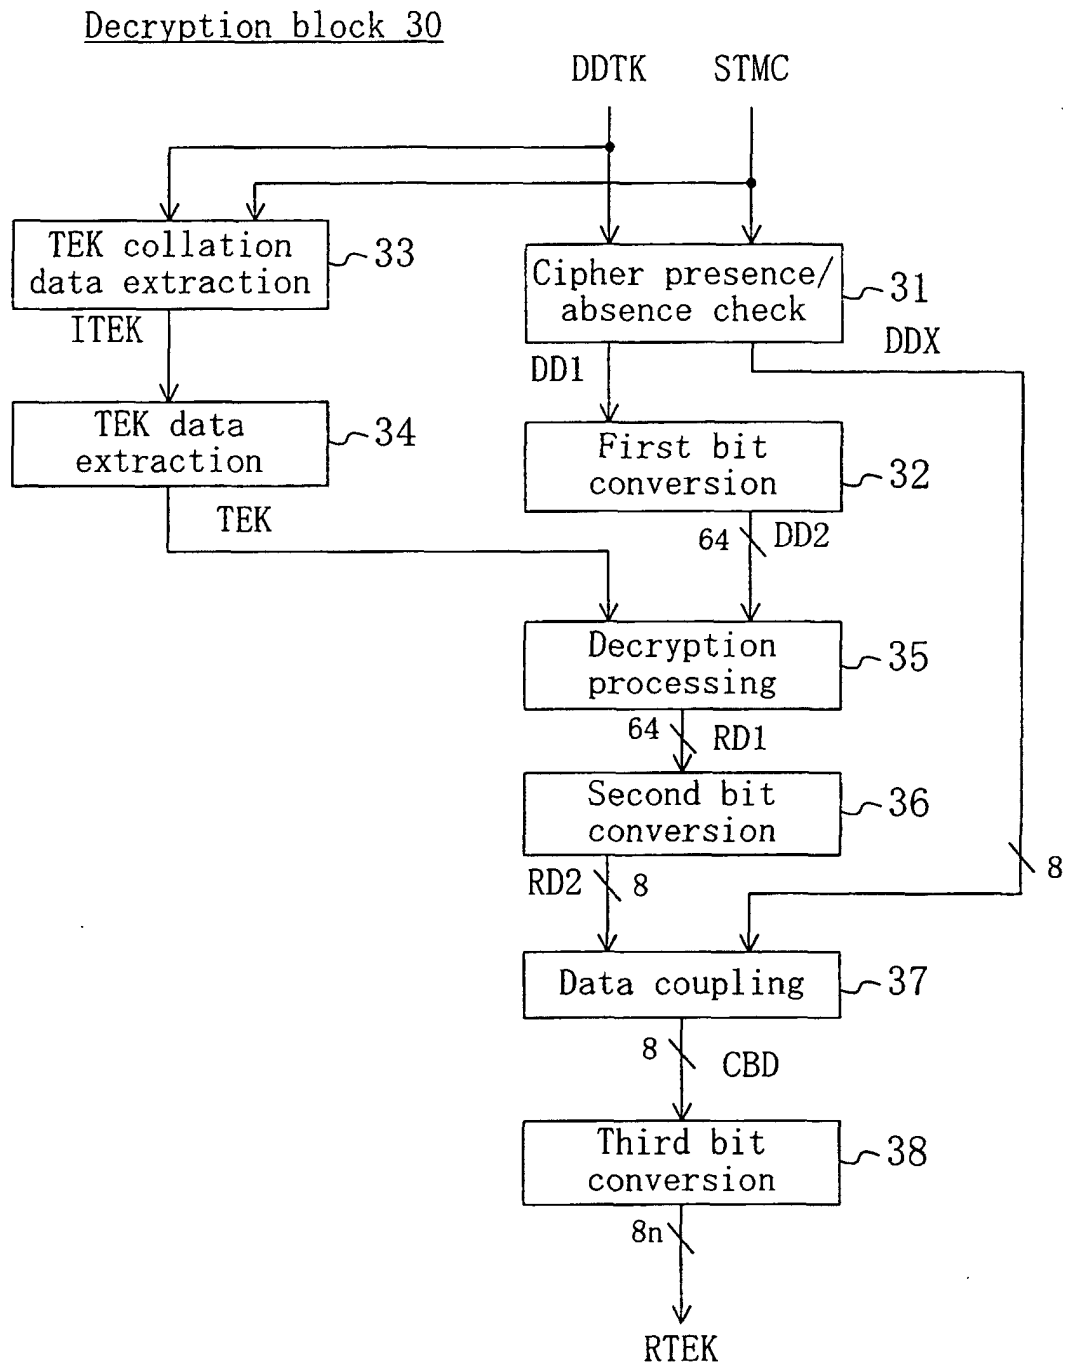 Decryption block 30
DDTK
STMC
TEK collation
data extraction
33
Cipher presence/
absence check
31
ITEK
DD1
DDX
TEK data
extraction
34
First bit
conversion
32
TEK
64
DD2
Decryption
processing
35
64
RD1
Second bit
conversion
36
RD2
8
8
Data coupling
37
8
CBD
Third bit
conversion
38
8n
RTEK